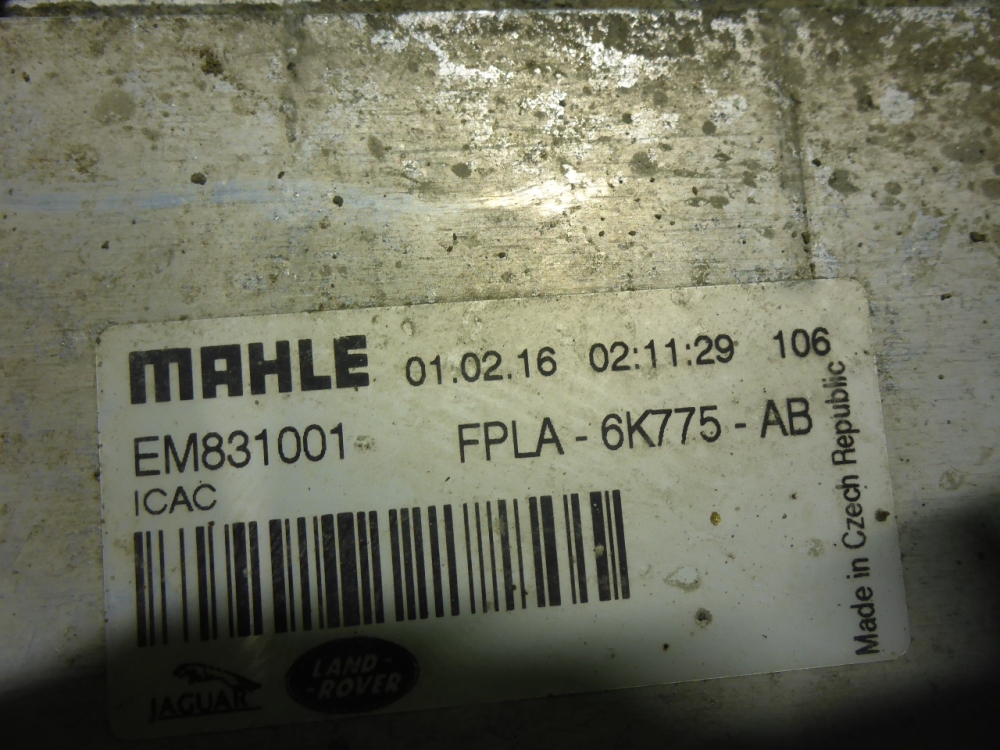 MAHLE 01.02.16 02:11:29 106
EM831001 FPLA - 6K775 - AB
ICAC
Made in Czech Republic
JAGUAR
LAND-
-ROVER